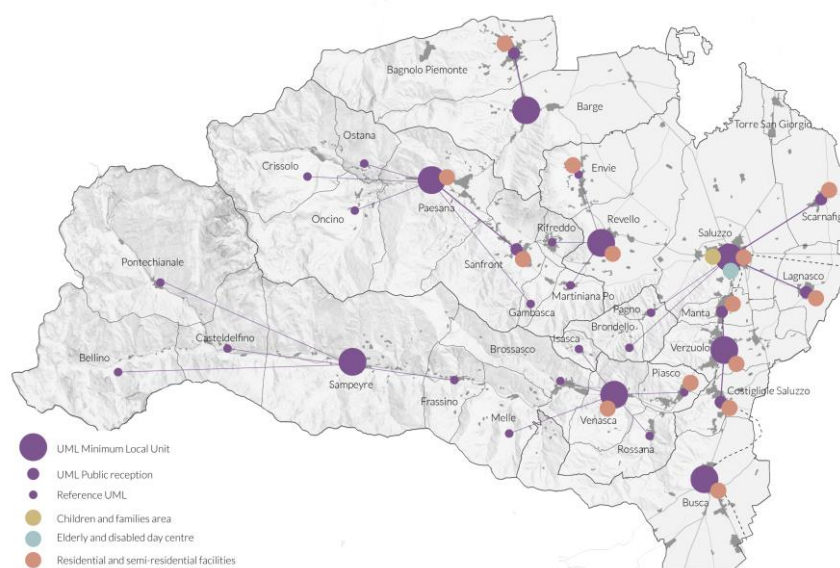 Bagnolo Piemonte
Barge
Torre San Giorgio
Ostana
Crissolo
Envie
Paesana
Oncino
Scarnafigi
Rifreddo
Revello
Saluzzo
Sanfront
Pontechianale
Lagnasco
Martiniana Po
Gambasca
Pagno
Manta
Brondello
Casteldelfino
Isasca
Verzuolo
Bellino
Brossasco
Sampeyre
Piasco
Frassino
Costigliole Saluzzo
Venasca
Melle
Rossana
UML Minimum Local Unit
UML Public reception
Reference UML
Busca
Children and families area
Elderly and disabled day centre
Residential and semi-residential facilities